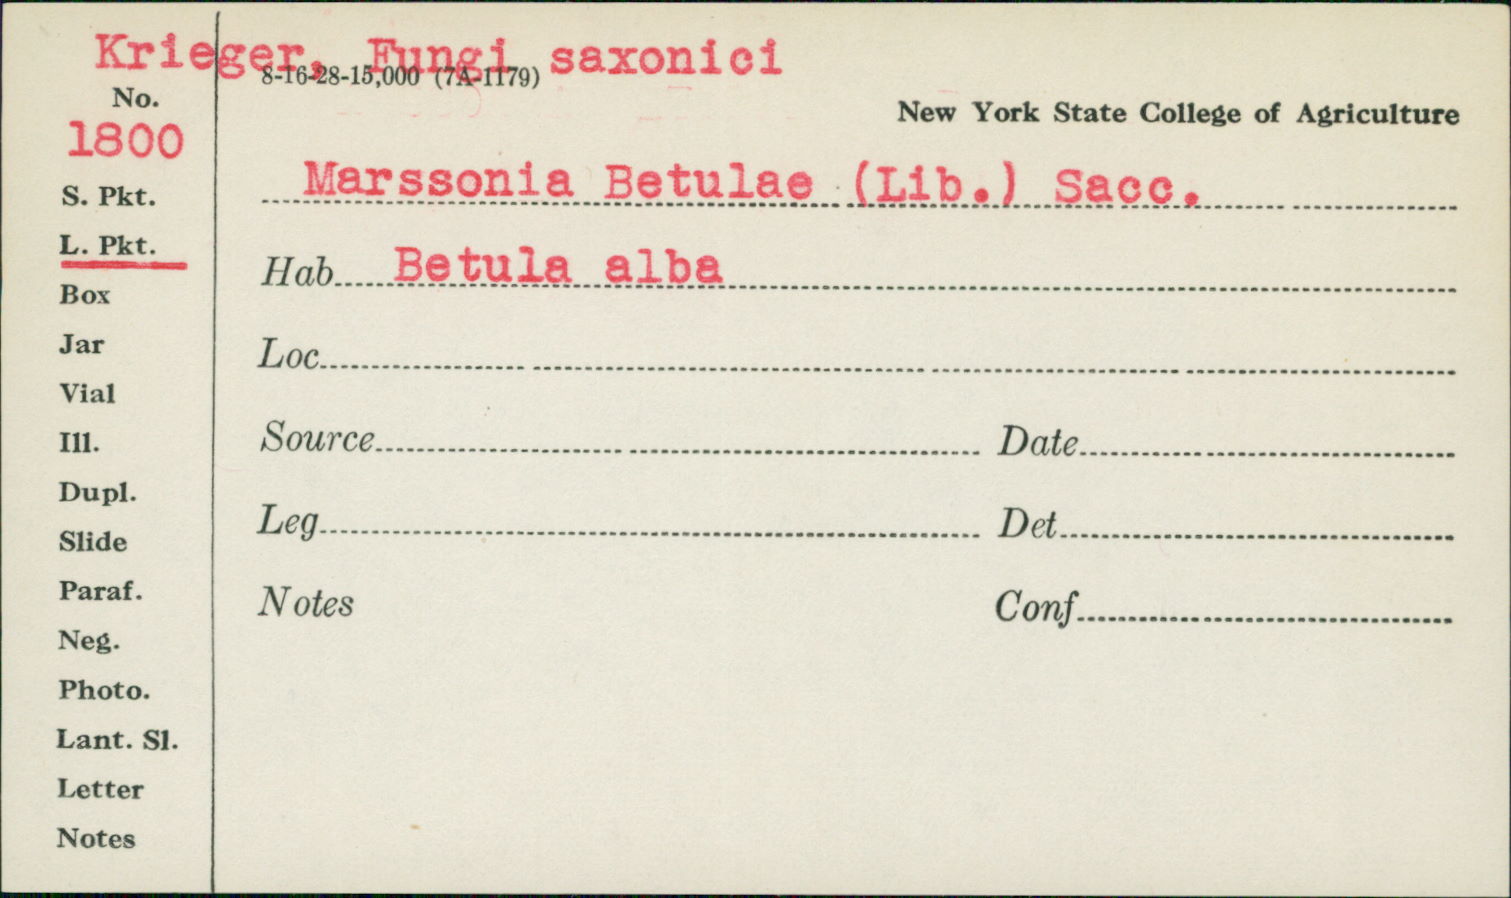 Krieger, Fungi saxonici
8-16-28-15,000 (7A-1179)
No.
1800
New York State College of Agriculture
S. Pkt.
Marssonia Betulae (Lib.) Sacc.
L. Pkt.
Hab. Betula alba
Box
Jar
Loc.
Vial
Ill.
Source Date
Dupl.
Slide
Leg. Det.
Paraf.
Notes Conf.
Neg.
Photo.
Lant. Sl.
Letter
Notes